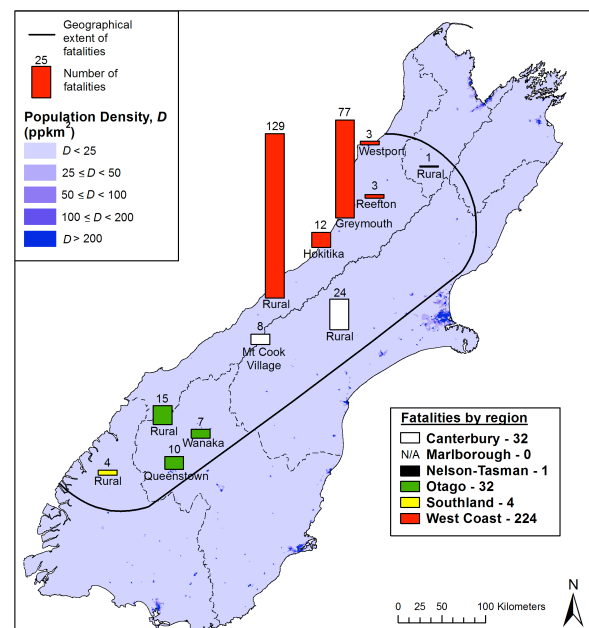 Geographical
extent of
fatalities
25
Number of
fatalities
Population Density, D
(ppkm²)
D < 25
25 ≤ D < 50
50 ≤ D < 100
100 ≤ D < 200
D > 200
129
77
3
Westport
1
Rural
3
Reefton
Greymouth
12
Hokitika
Rural
24
Rural
8
Mt Cook
Village
15
Rural
7
Wanaka
10
Queenstown
4
Rural
Fatalities by region
Canterbury - 32
N/A Marlborough - 0
Nelson-Tasman - 1
Otago - 32
Southland - 4
West Coast - 224
N
0 25 50 100 Kilometers